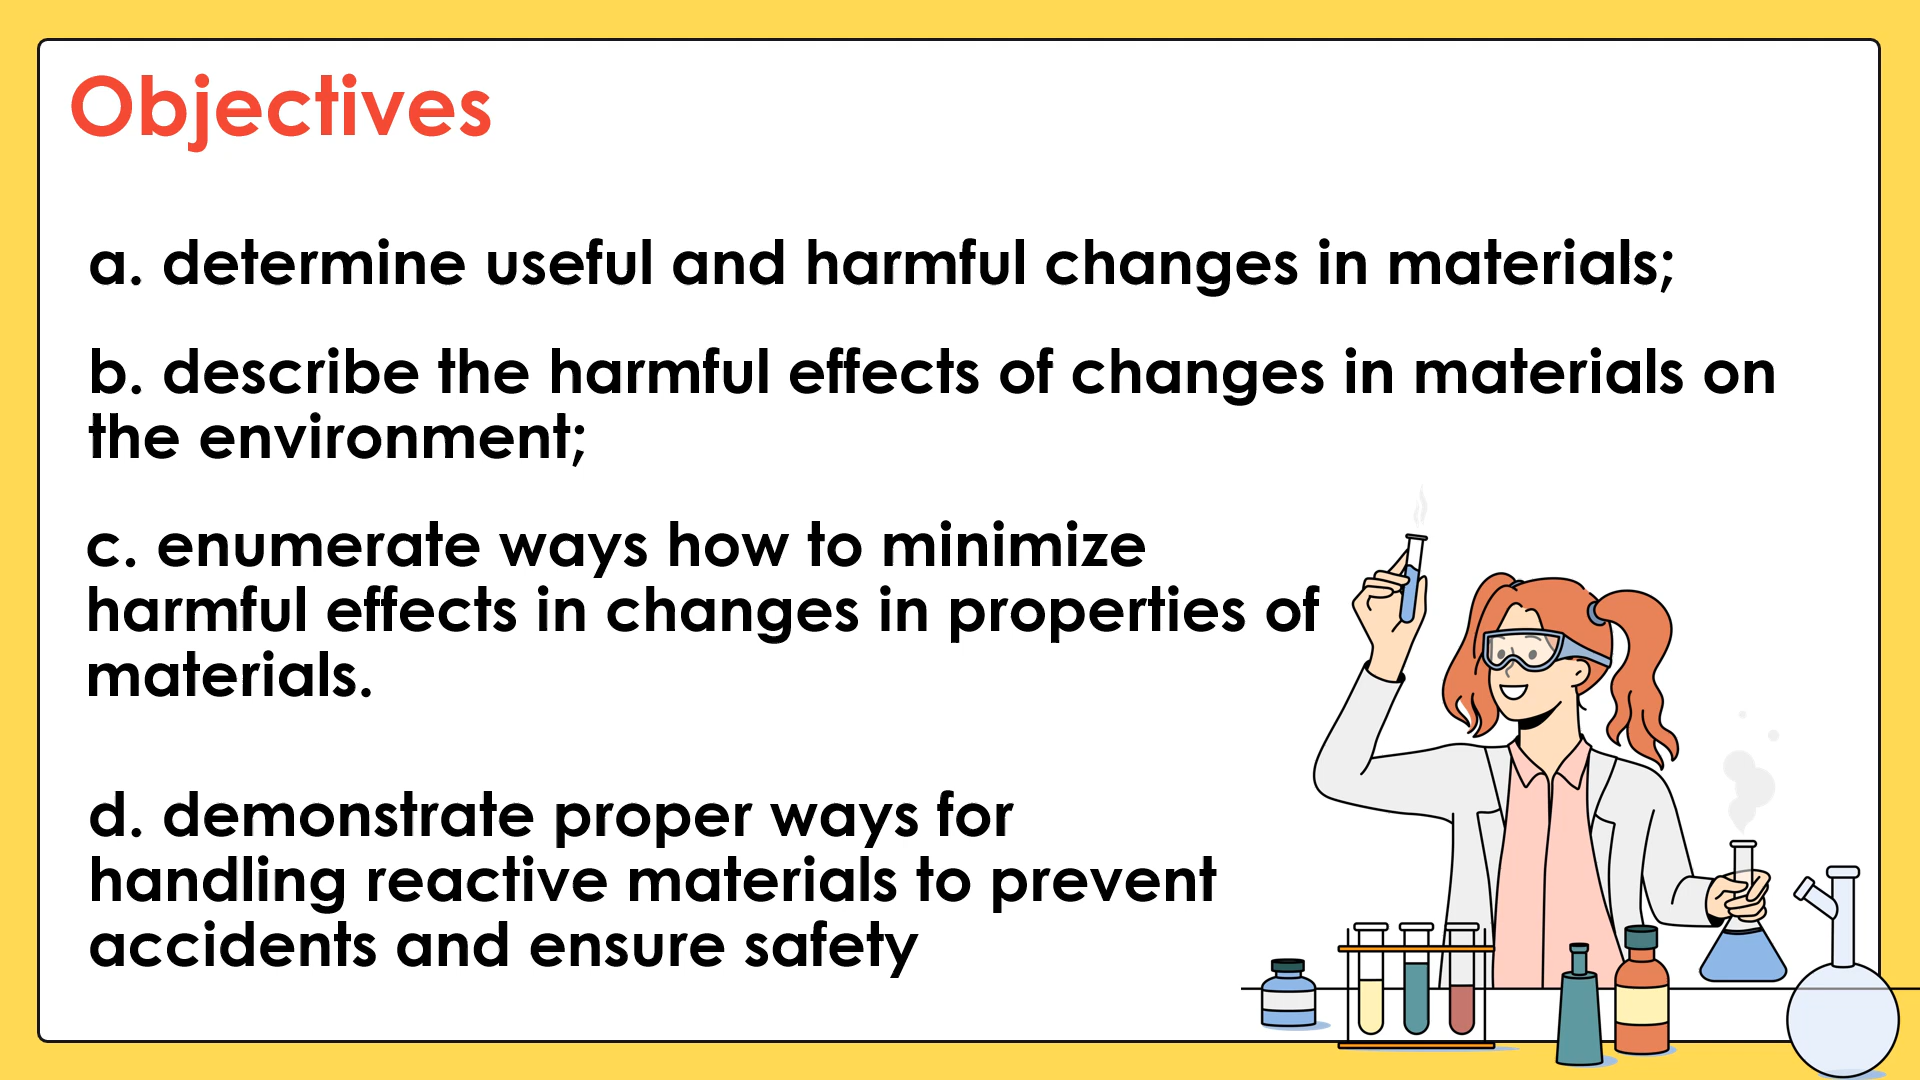 Objectives
a. determine useful and harmful changes in materials;
b. describe the harmful effects of changes in materials on
the environment;
c. enumerate ways how to minimize
harmful effects in changes in properties of
materials.
d. demonstrate proper ways for
handling reactive materials to prevent
accidents and ensure safety